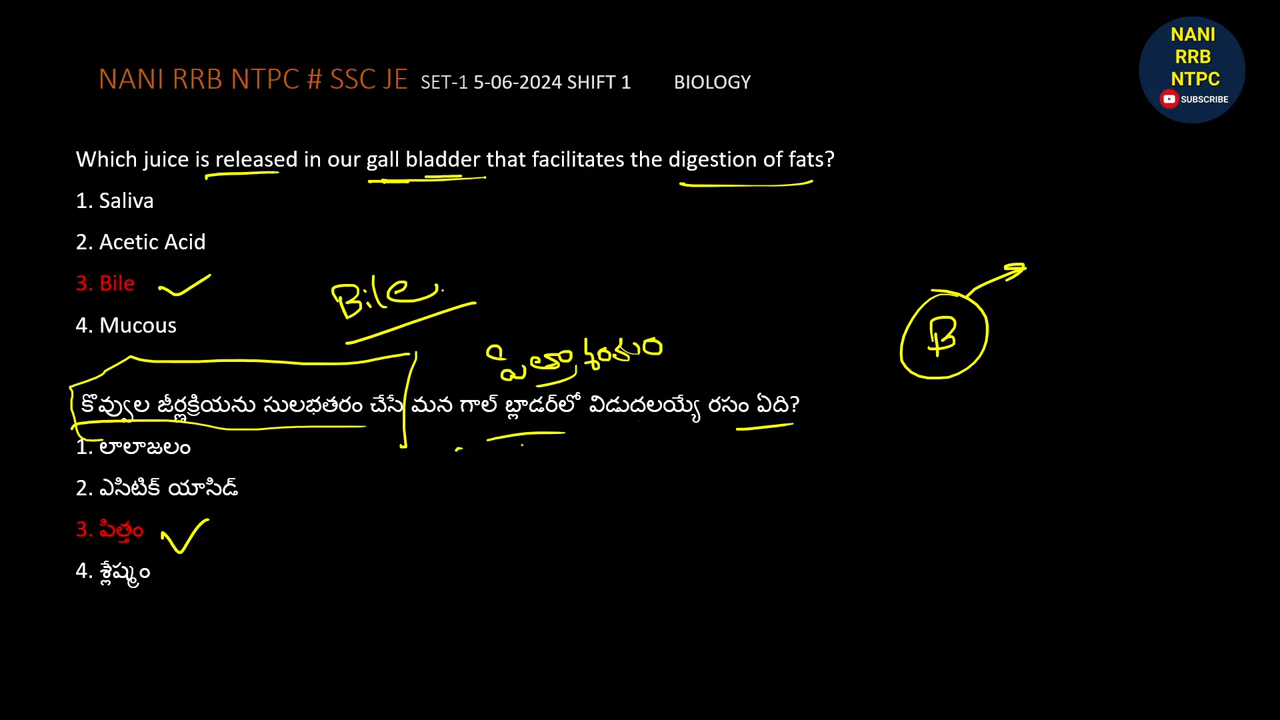 NANI
RRB
NTPC
SUBSCRIBE
NANI RRB NTPC # SSC JE SET-1 5-06-2024 SHIFT 1 BIOLOGY
Which juice is released in our gall bladder that facilitates the digestion of fats?
1. Saliva
2. Acetic Acid
3. Bile
Bile
4. Mucous
B
కొవ్వుల జీర్ణక్రియను సులభతరం చేసే మన గాల్ బ్లాడర్‌లో విడుదలయ్యే రసం ఏది?
1. లాలాజలం
2. ఎసిటిక్ యాసిడ్
3. పిత్తం
4. శ్లేష్మం